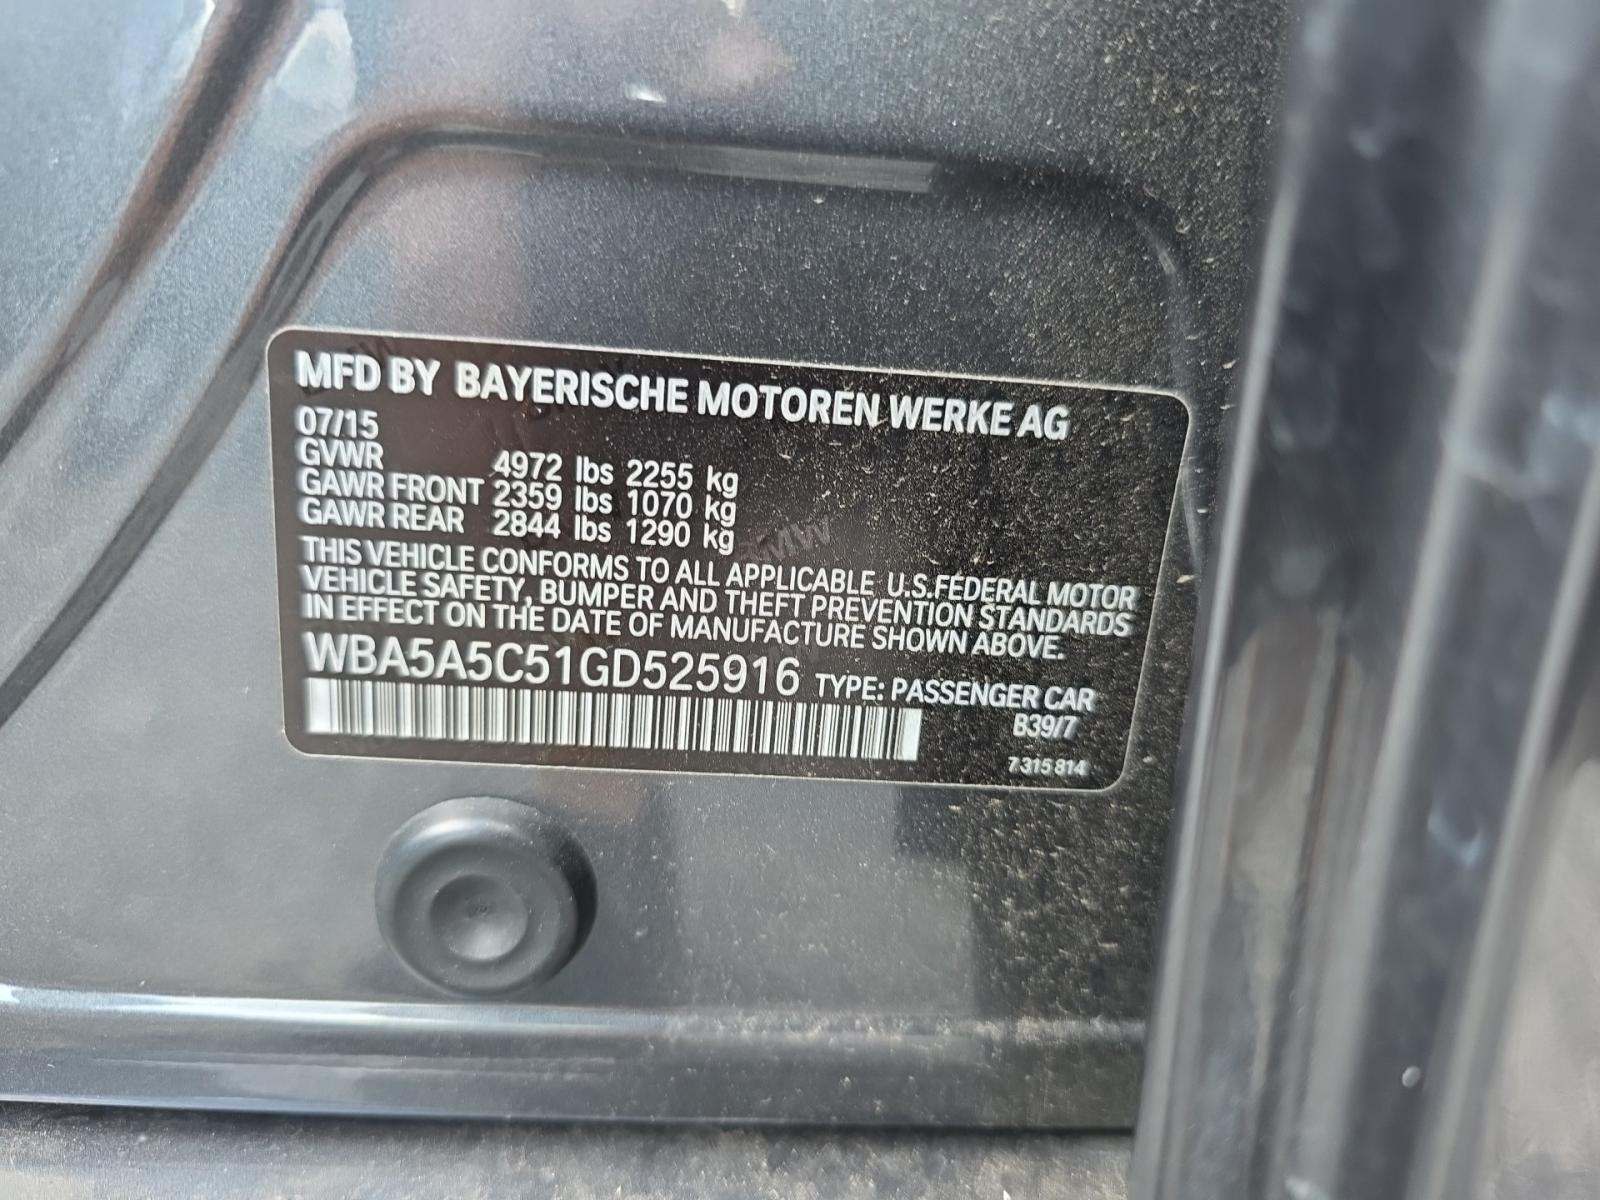 MFD BY BAYERISCHE MOTOREN WERKE AG
07/15
GVWR 4972 lbs 2255 kg
GAWR FRONT 2359 lbs 1070 kg
GAWR REAR 2844 lbs 1290 kg
THIS VEHICLE CONFORMS TO ALL APPLICABLE U.S.FEDERAL MOTOR
VEHICLE SAFETY, BUMPER AND THEFT PREVENTION STANDARDS
IN EFFECT ON THE DATE OF MANUFACTURE SHOWN ABOVE.
WBA5A5C51GD525916 TYPE: PASSENGER CAR
B39/7
7 315 814
BMW